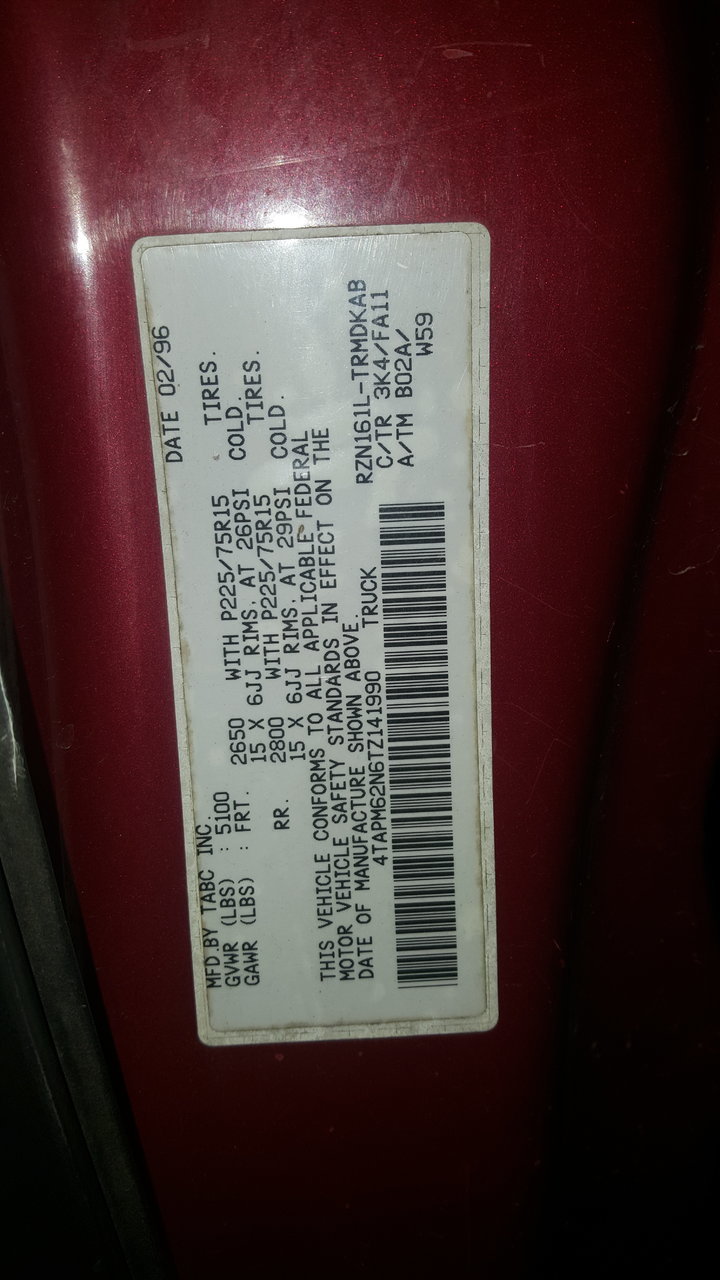 MFD.BY TABC INC. DATE 02/96
GVWR (LBS) : 5100
GAWR (LBS) : FRT. 2650 WITH P225/75R15 TIRES.
15 X 6JJ RIMS, AT 26PSI COLD.
RR. 2800 WITH P225/75R15 TIRES.
15 X 6JJ RIMS, AT 29PSI COLD.
THIS VEHICLE CONFORMS TO ALL APPLICABLE FEDERAL
MOTOR VEHICLE SAFETY STANDARDS IN EFFECT ON THE
DATE OF MANUFACTURE SHOWN ABOVE.
4TAPM62N6TZ141990 TRUCK
RZN161L-TRMDKAB
C/TR 3K4/FA11
A/TM B02A/
W59